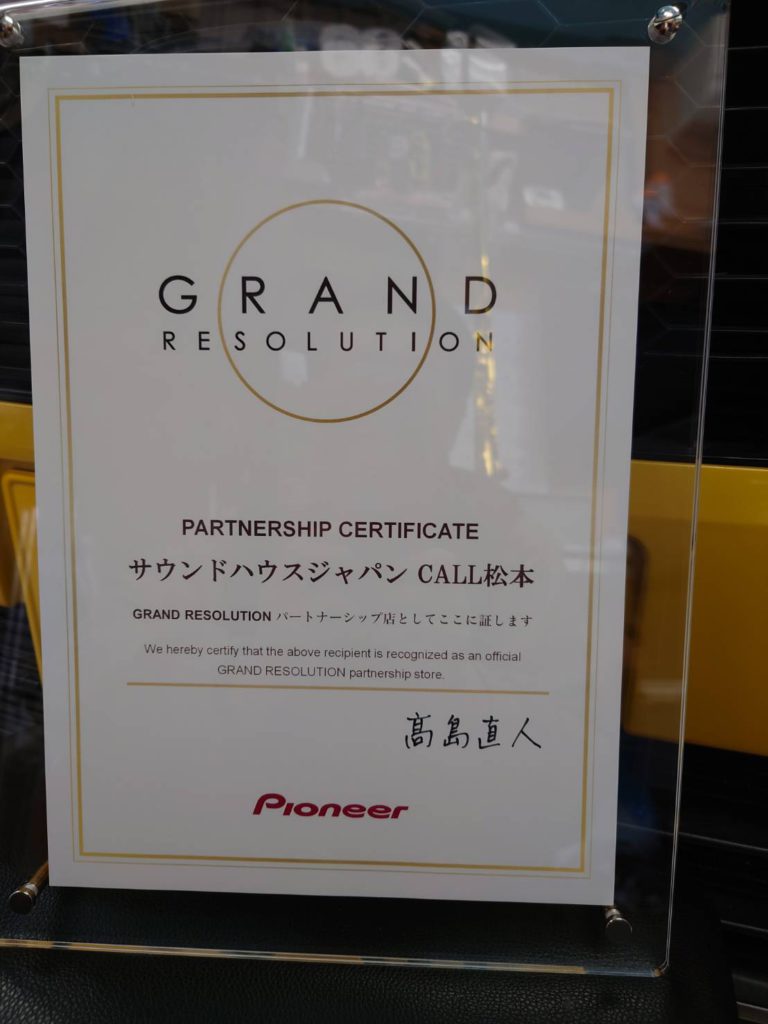 GRAND
RESOLUTION
PARTNERSHIP CERTIFICATE
サウンドハウスジャパン CALL松本
GRAND RESOLUTION パートナーシップ店としてここに証します
We hereby certify that the above recipient is recognized as an official
GRAND RESOLUTION partnership store.
髙島直人
Pioneer